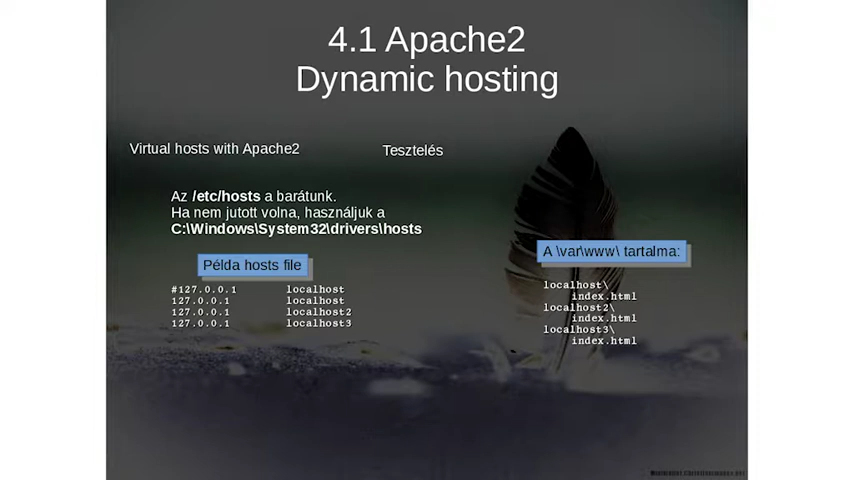 4.1 Apache2
Dynamic hosting
Virtual hosts with Apache2
Tesztelés
Az /etc/hosts a barátunk.
Ha nem jutott volna, használjuk a
C:\Windows\System32\drivers\hosts
Példa hosts file
#127.0.0.1 localhost
127.0.0.1 localhost
127.0.0.1 localhost2
127.0.0.1 localhost3
A \var\www\ tartalma:
localhost\
index.html
localhost2\
index.html
localhost3\
index.html